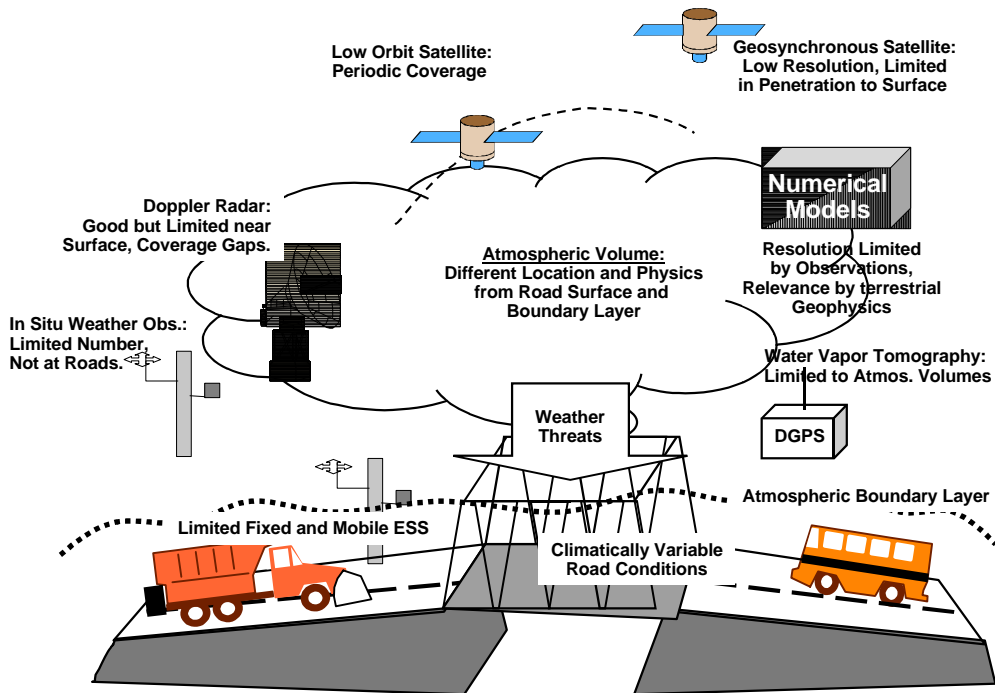 Low Orbit Satellite:
Periodic Coverage
Geosynchronous Satellite:
Low Resolution, Limited
in Penetration to Surface
Numerical
Models
Doppler Radar:
Good but Limited near
Surface, Coverage Gaps.
Atmospheric Volume:
Different Location and Physics
from Road Surface and
Boundary Layer
Resolution Limited
by Observations,
Relevance by terrestrial
Geophysics
In Situ Weather Obs.:
Limited Number,
Not at Roads.
Water Vapor Tomography:
Limited to Atmos. Volumes
Weather
Threats
DGPS
Atmospheric Boundary Layer
Limited Fixed and Mobile ESS
Climatically Variable
Road Conditions